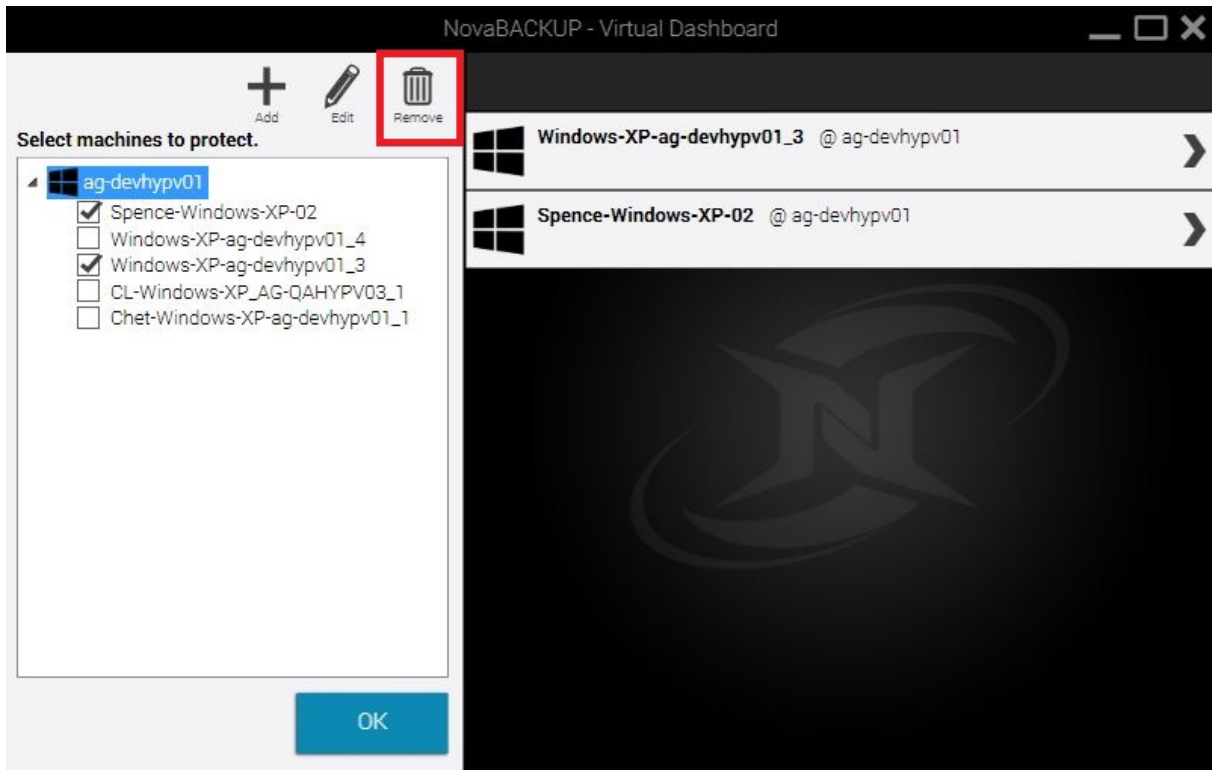 NovaBACKUP - Virtual Dashboard
Add Edit Remove
Select machines to protect.
ag-devhypv01
Spence-Windows-XP-02
Windows-XP-ag-devhypv01_4
Windows-XP-ag-devhypv01_3
CL-Windows-XP_AG-QAHYPV03_1
Chet-Windows-XP-ag-devhypv01_1
OK
Windows-XP-ag-devhypv01_3 @ ag-devhypv01
Spence-Windows-XP-02 @ ag-devhypv01